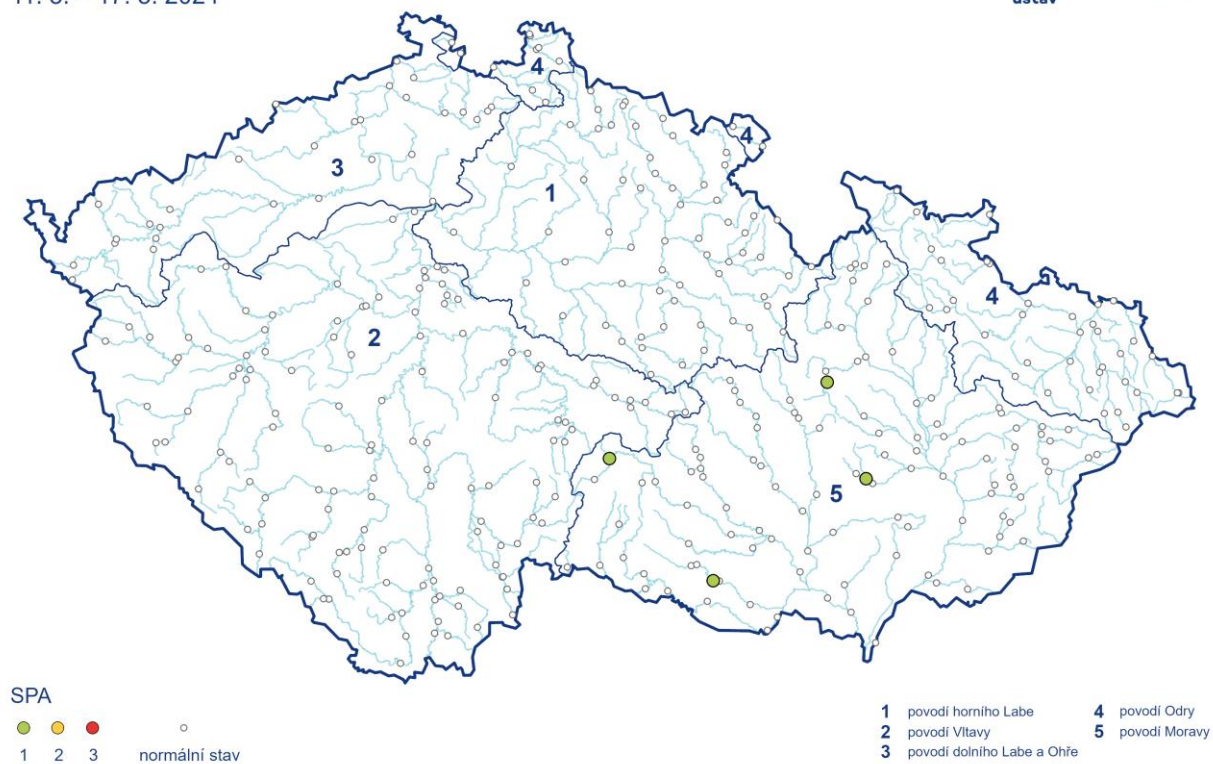 ústav
4
4
3
1
4
2
5
SPA
1 2 3 normální stav
1 povodí horního Labe
2 povodí Vltavy
3 povodí dolního Labe a Ohře
4 povodí Odry
5 povodí Moravy